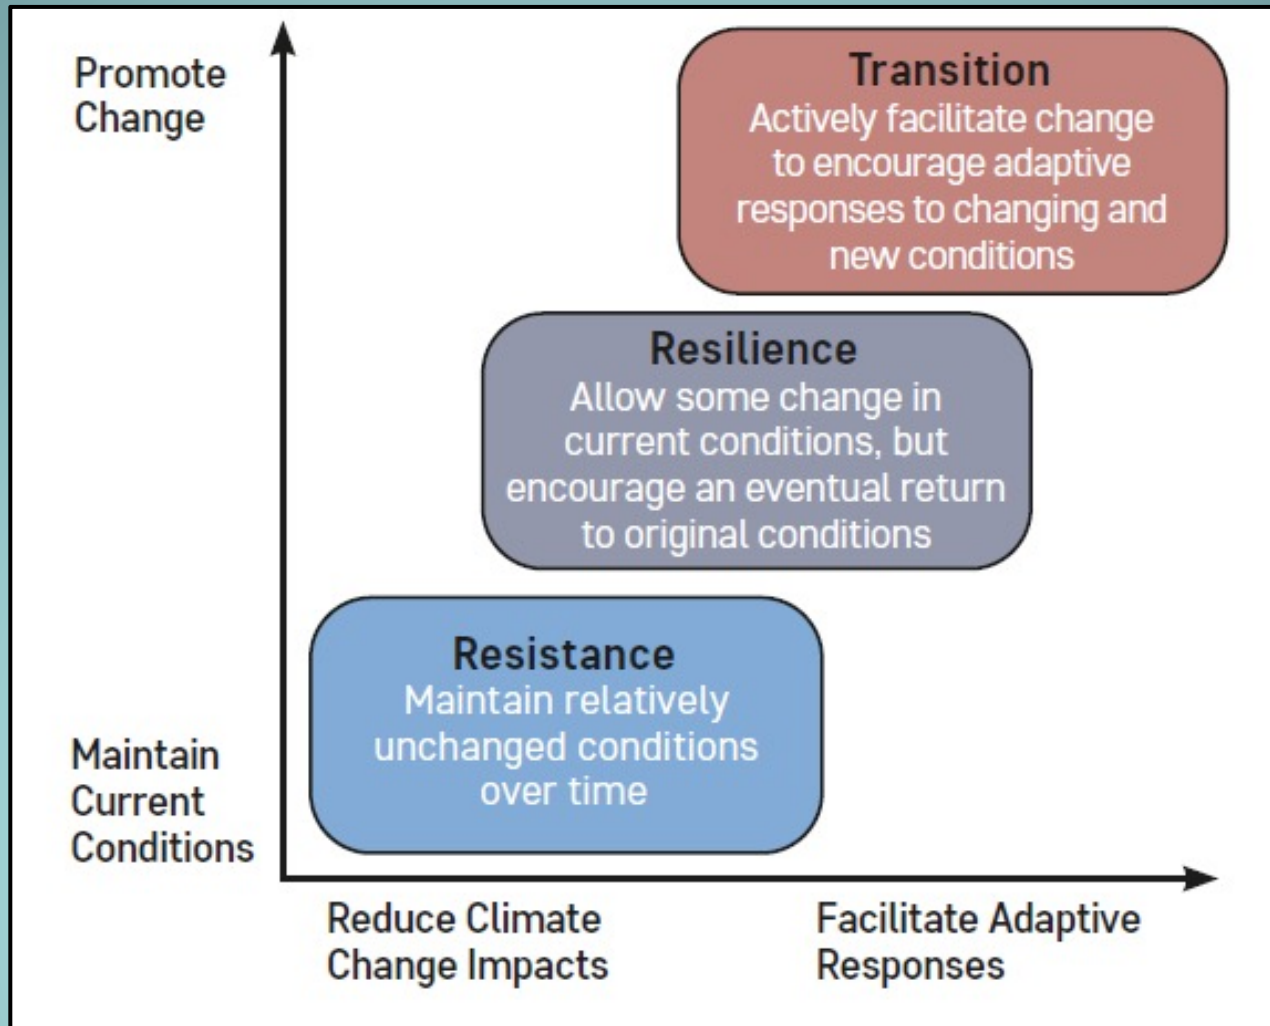 Promote
Change
Transition
Actively facilitate change
to encourage adaptive
responses to changing and
new conditions
Resilience
Allow some change in
current conditions, but
encourage an eventual return
to original conditions
Resistance
Maintain relatively
unchanged conditions
over time
Maintain
Current
Conditions
Reduce Climate
Change Impacts
Facilitate Adaptive
Responses